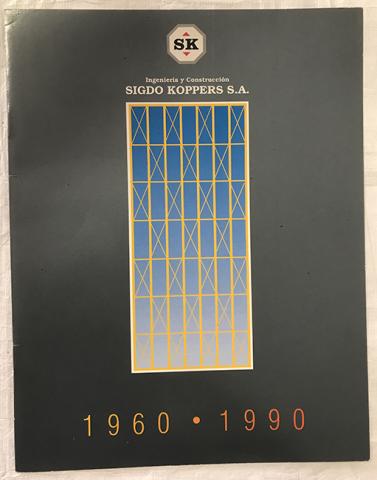 SK
Ingeniería y Construcción
SIGDO KOPPERS S.A.
1960 • 1990